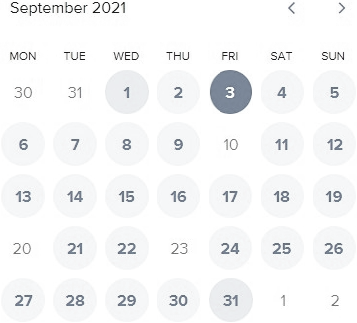 September 2021
MON TUE WED THU FRI SAT SUN
30 31 1 2 3 4 5
6 7 8 9 10 11 12
13 14 15 16 17 18 19
20 21 22 23 24 25 26
27 28 29 30 31 1 2